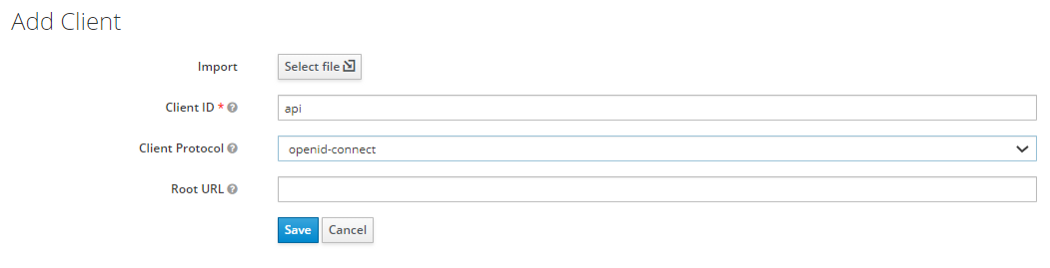 Add Client
Import Select file
Client ID * api
Client Protocol openid-connect
Root URL
Save Cancel